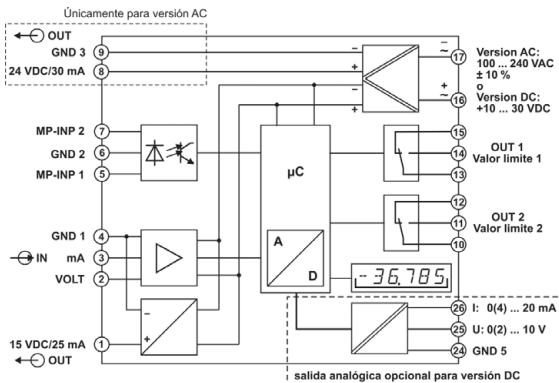 Únicamente para versión AC
OUT
GND 3
9
24 VDC/30 mA
8
MP-INP 2
7
GND 2
6
MP-INP 1
5
GND 1
4
IN
mA
3
VOLT
2
15 VDC/25 mA
1
OUT
−
+
−
+
−
+
µC
A
D
-36.785
− ~
17
+ ~
16
Version AC:
100 ... 240 VAC
± 10 %
o
Version DC:
+10 ... 30 VDC
15
14
13
OUT 1
Valor limite 1
12
11
10
OUT 2
Valor limite 2
26
I: 0(4) ... 20 mA
25
U: 0(2) ... 10 V
24
GND 5
salida analógica opcional para versión DC